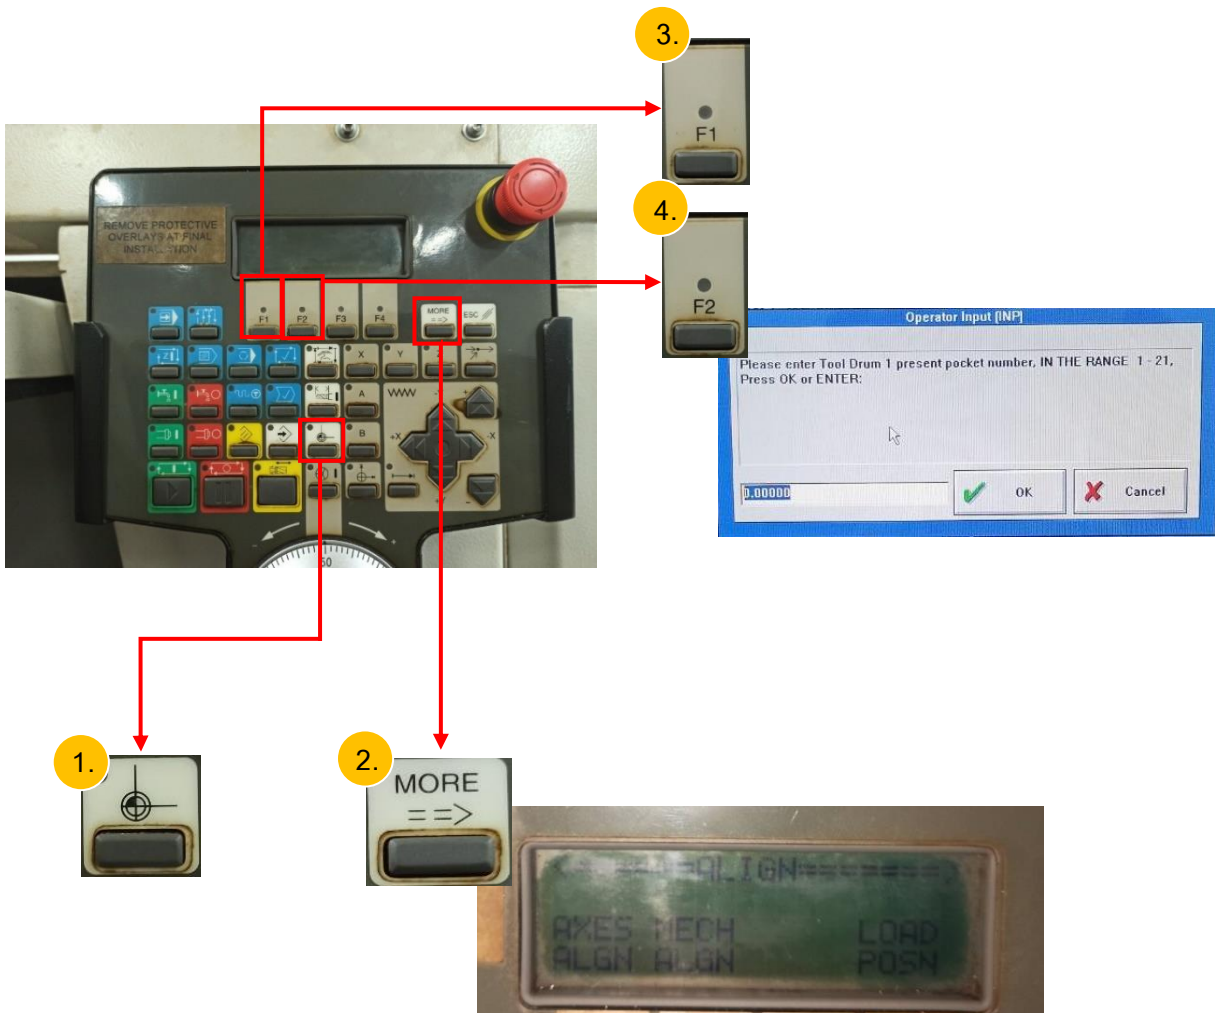 3.
F1
4.
F2
REMOVE PROTECTIVE
OVERLAYS AT FINAL
INSTALLATION
F1 F2 F3 F4
MORE
==>
ESC
X Y Z
A
B
+X -X
- +
50
Operator Input [INP]
Please enter Tool Drum 1 present pocket number, IN THE RANGE 1 - 21,
Press OK or ENTER:
0.00000
OK
Cancel
1.
2.
MORE
==>
ALIGN
AXES MECH LOAD
ALGN ALGN POSN